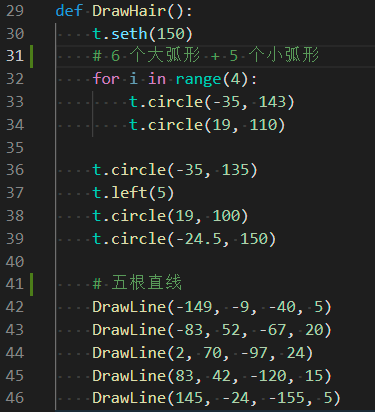 29 def DrawHair():
30 t.seth(150)
31 # 6 个大弧形 + 5 个小弧形
32 for i in range(4):
33 t.circle(-35, 143)
34 t.circle(19, 110)
35
36 t.circle(-35, 135)
37 t.left(5)
38 t.circle(19, 100)
39 t.circle(-24.5, 150)
40
41 # 五根直线
42 DrawLine(-149, -9, -40, 5)
43 DrawLine(-83, 52, -67, 20)
44 DrawLine(2, 70, -97, 24)
45 DrawLine(83, 42, -120, 15)
46 DrawLine(145, -24, -155, 5)